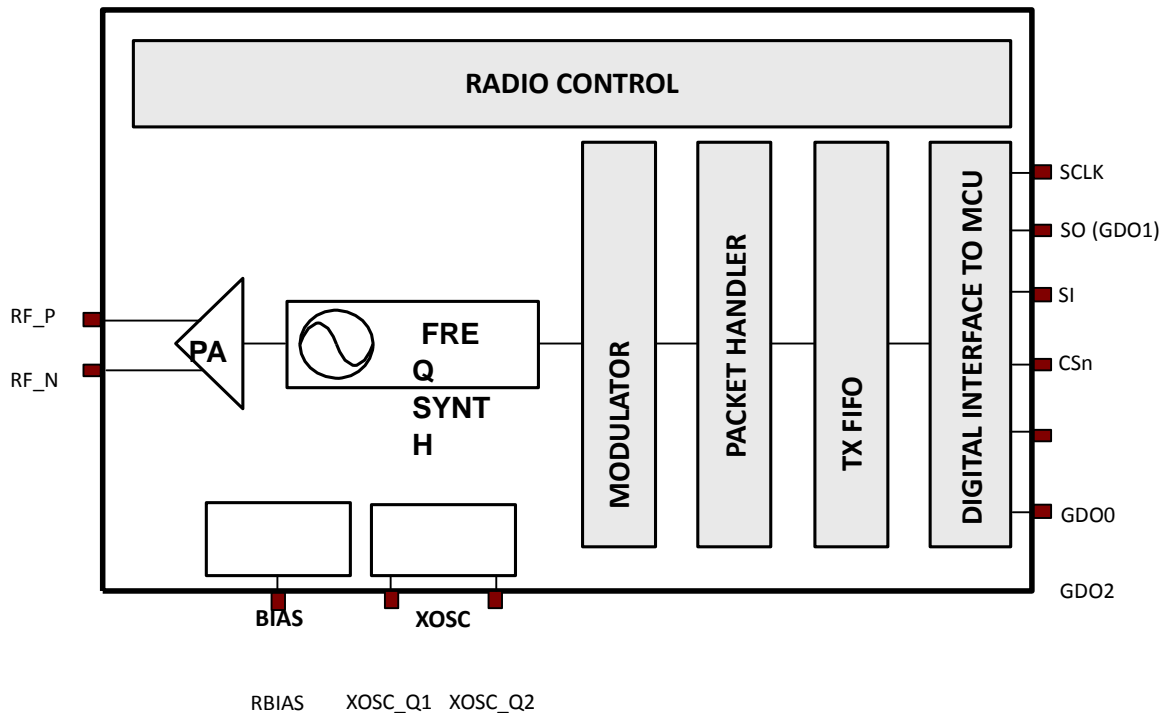 RADIO CONTROL
SCLK
SO (GDO1)
SI
CSn
GDO0
GDO2
RF_P
RF_N
PA
FRE
Q
SYNT
H
MODULATOR
PACKET HANDLER
TX FIFO
DIGITAL INTERFACE TO MCU
BIAS
XOSC
RBIAS
XOSC_Q1
XOSC_Q2